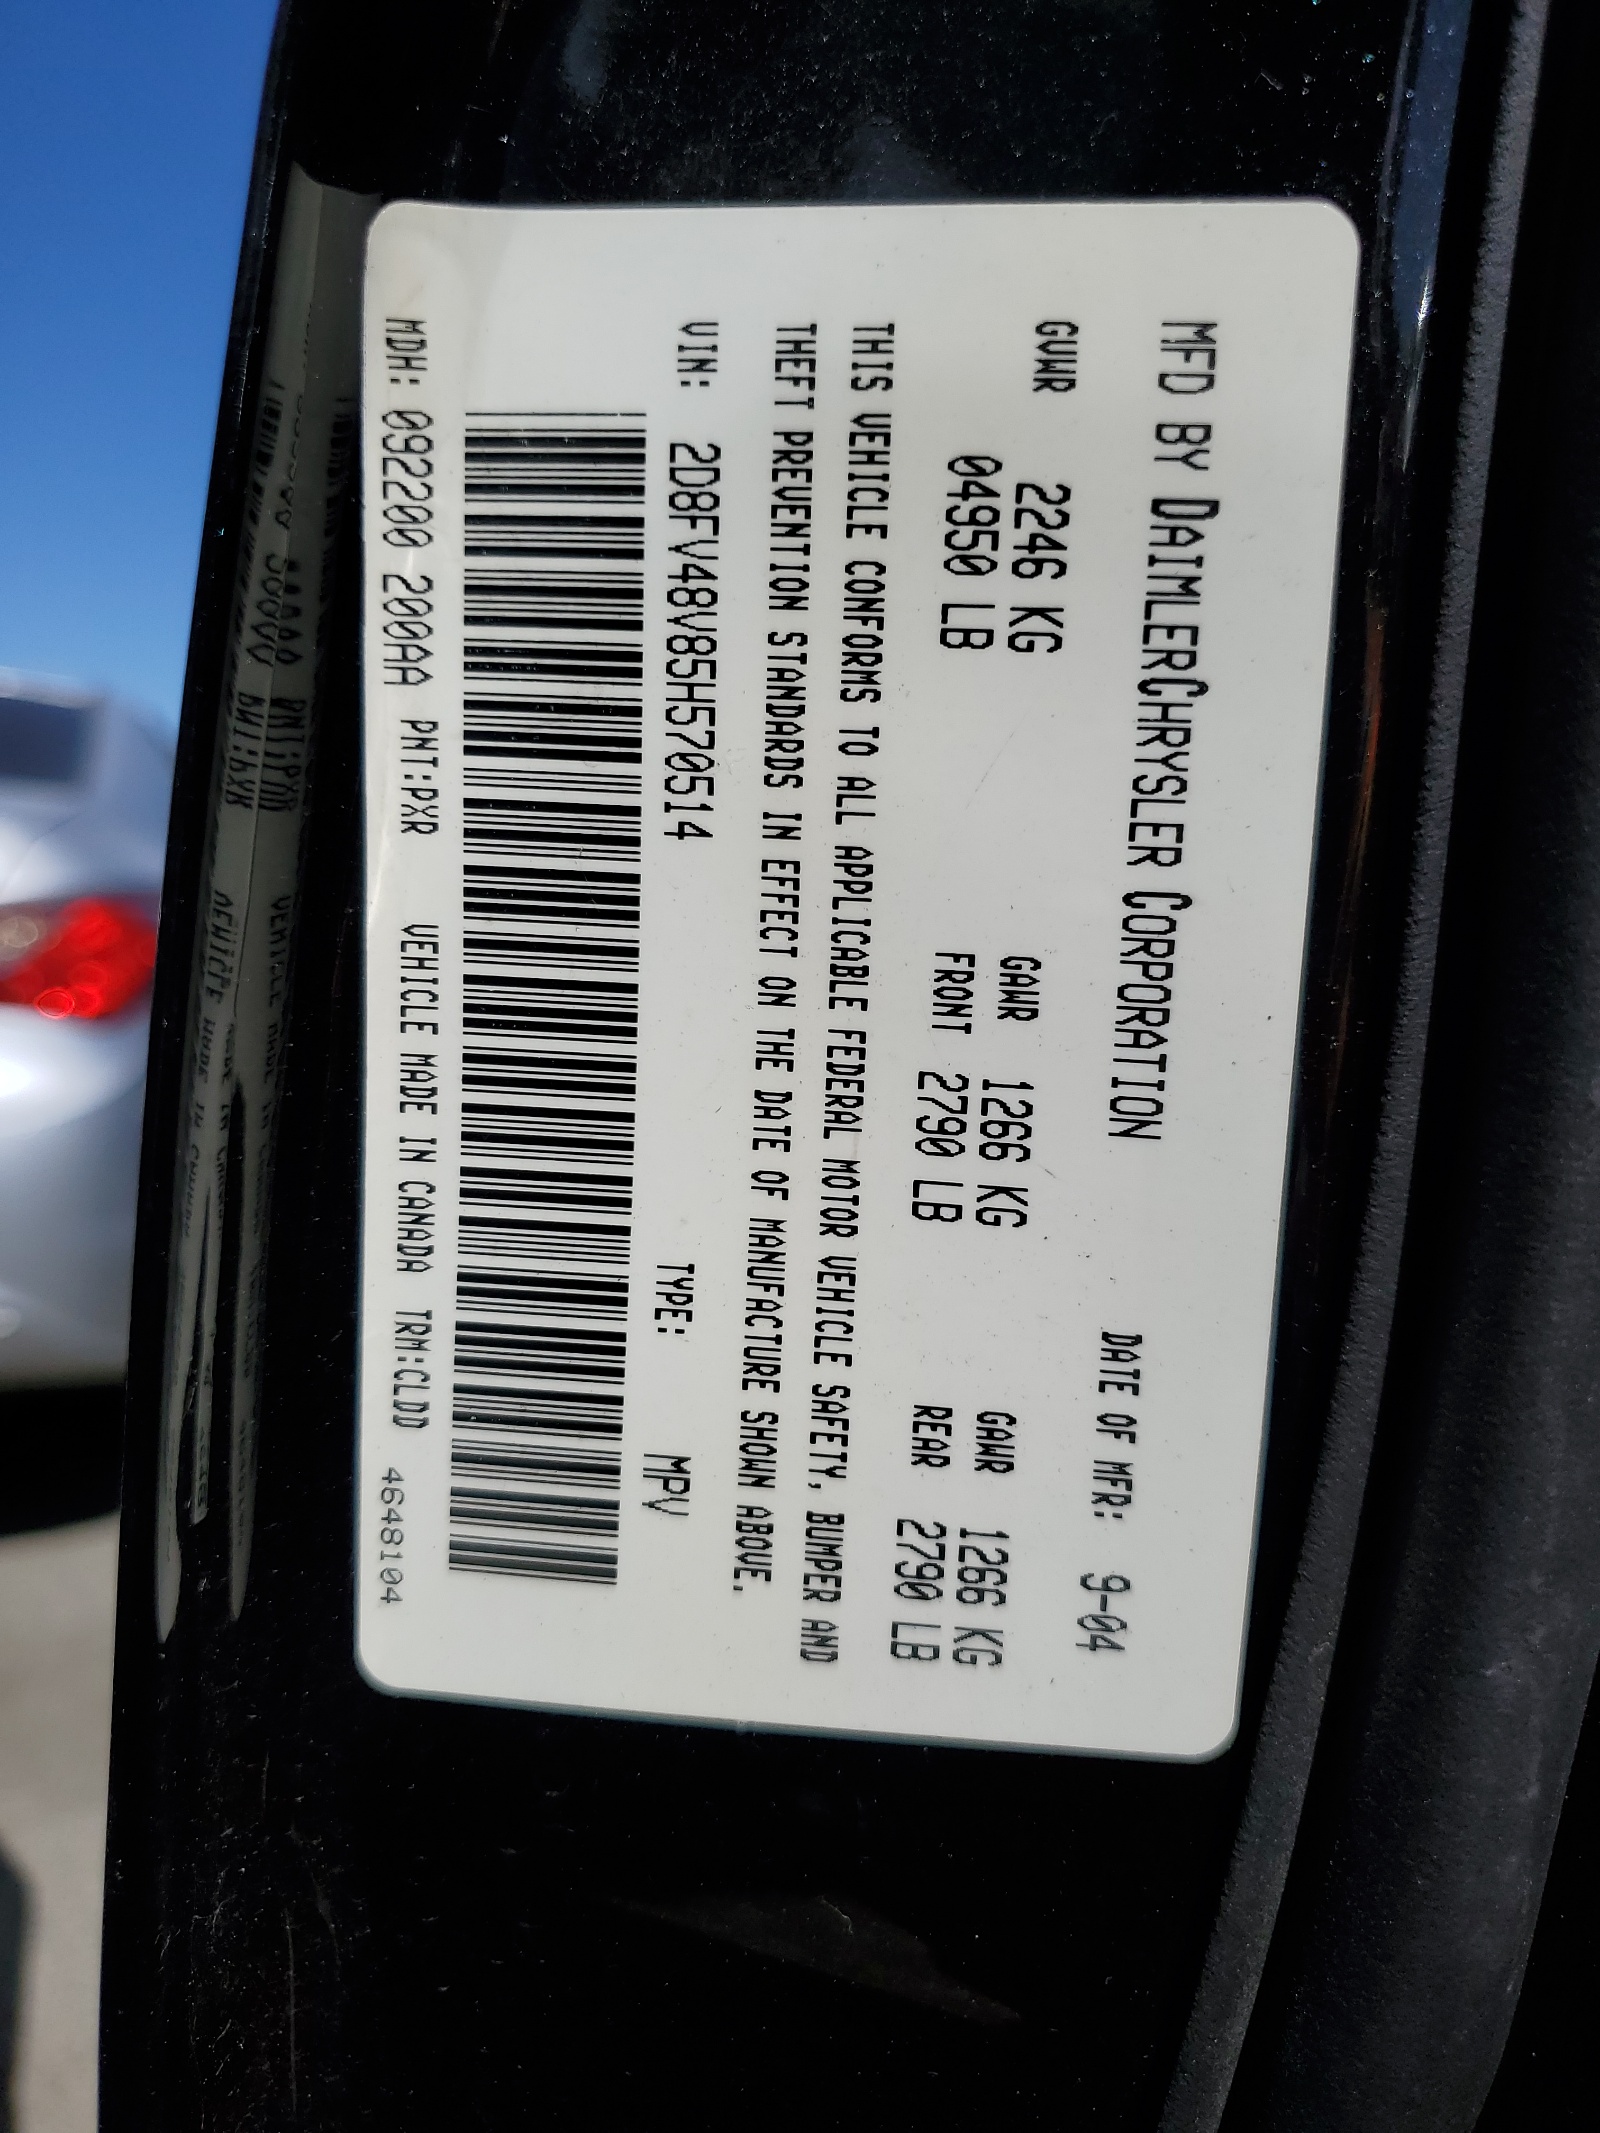 MFD BY DAIMLERCHRYSLER CORPORATION DATE OF MFR: 9-04
GVWR 2246 KG GAWR 1266 KG GAWR 1266 KG
04950 LB FRONT 2790 LB REAR 2790 LB
THIS VEHICLE CONFORMS TO ALL APPLICABLE FEDERAL MOTOR VEHICLE SAFETY, BUMPER AND
THEFT PREVENTION STANDARDS IN EFFECT ON THE DATE OF MANUFACTURE SHOWN ABOVE.
VIN: 2D8FV48V85H570514 TYPE: MPV
MDH: 092200 200AA PNT:PXR VEHICLE MADE IN CANADA TRM:CLDD 4648104